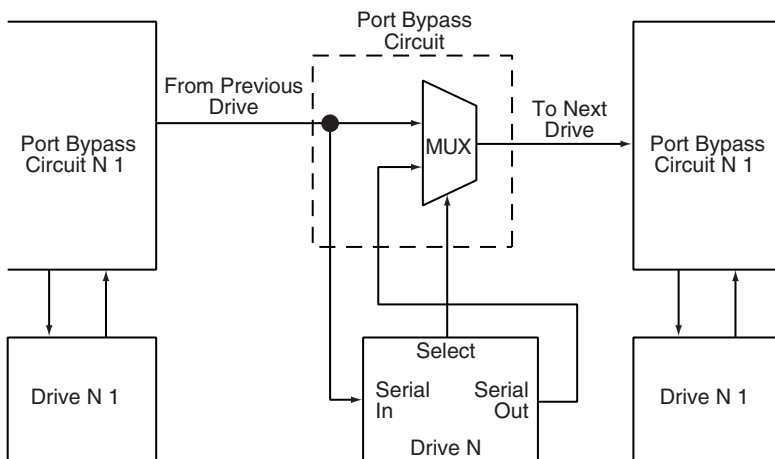 Port Bypass
Circuit
From Previous
Drive
To Next
Drive
Port Bypass
Circuit N 1
MUX
Port Bypass
Circuit N 1
Select
Drive N 1
Serial
In
Serial
Out
Drive N
Drive N 1